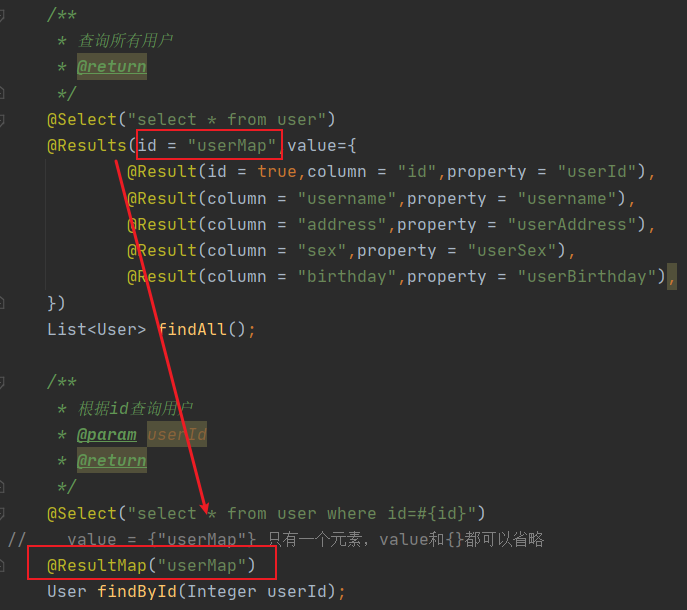 /**
* 查询所有用户
* @return
*/
@Select("select * from user")
@Results(id = "userMap",value={
@Result(id = true,column = "id",property = "userId"),
@Result(column = "username",property = "username"),
@Result(column = "address",property = "userAddress"),
@Result(column = "sex",property = "userSex"),
@Result(column = "birthday",property = "userBirthday"),
})
List<User> findAll();
/**
* 根据id查询用户
* @param userId
* @return
*/
@Select("select * from user where id=#{id}")
// value = {"userMap"} 只有一个元素，value和{}都可以省略
@ResultMap("userMap")
User findById(Integer userId);